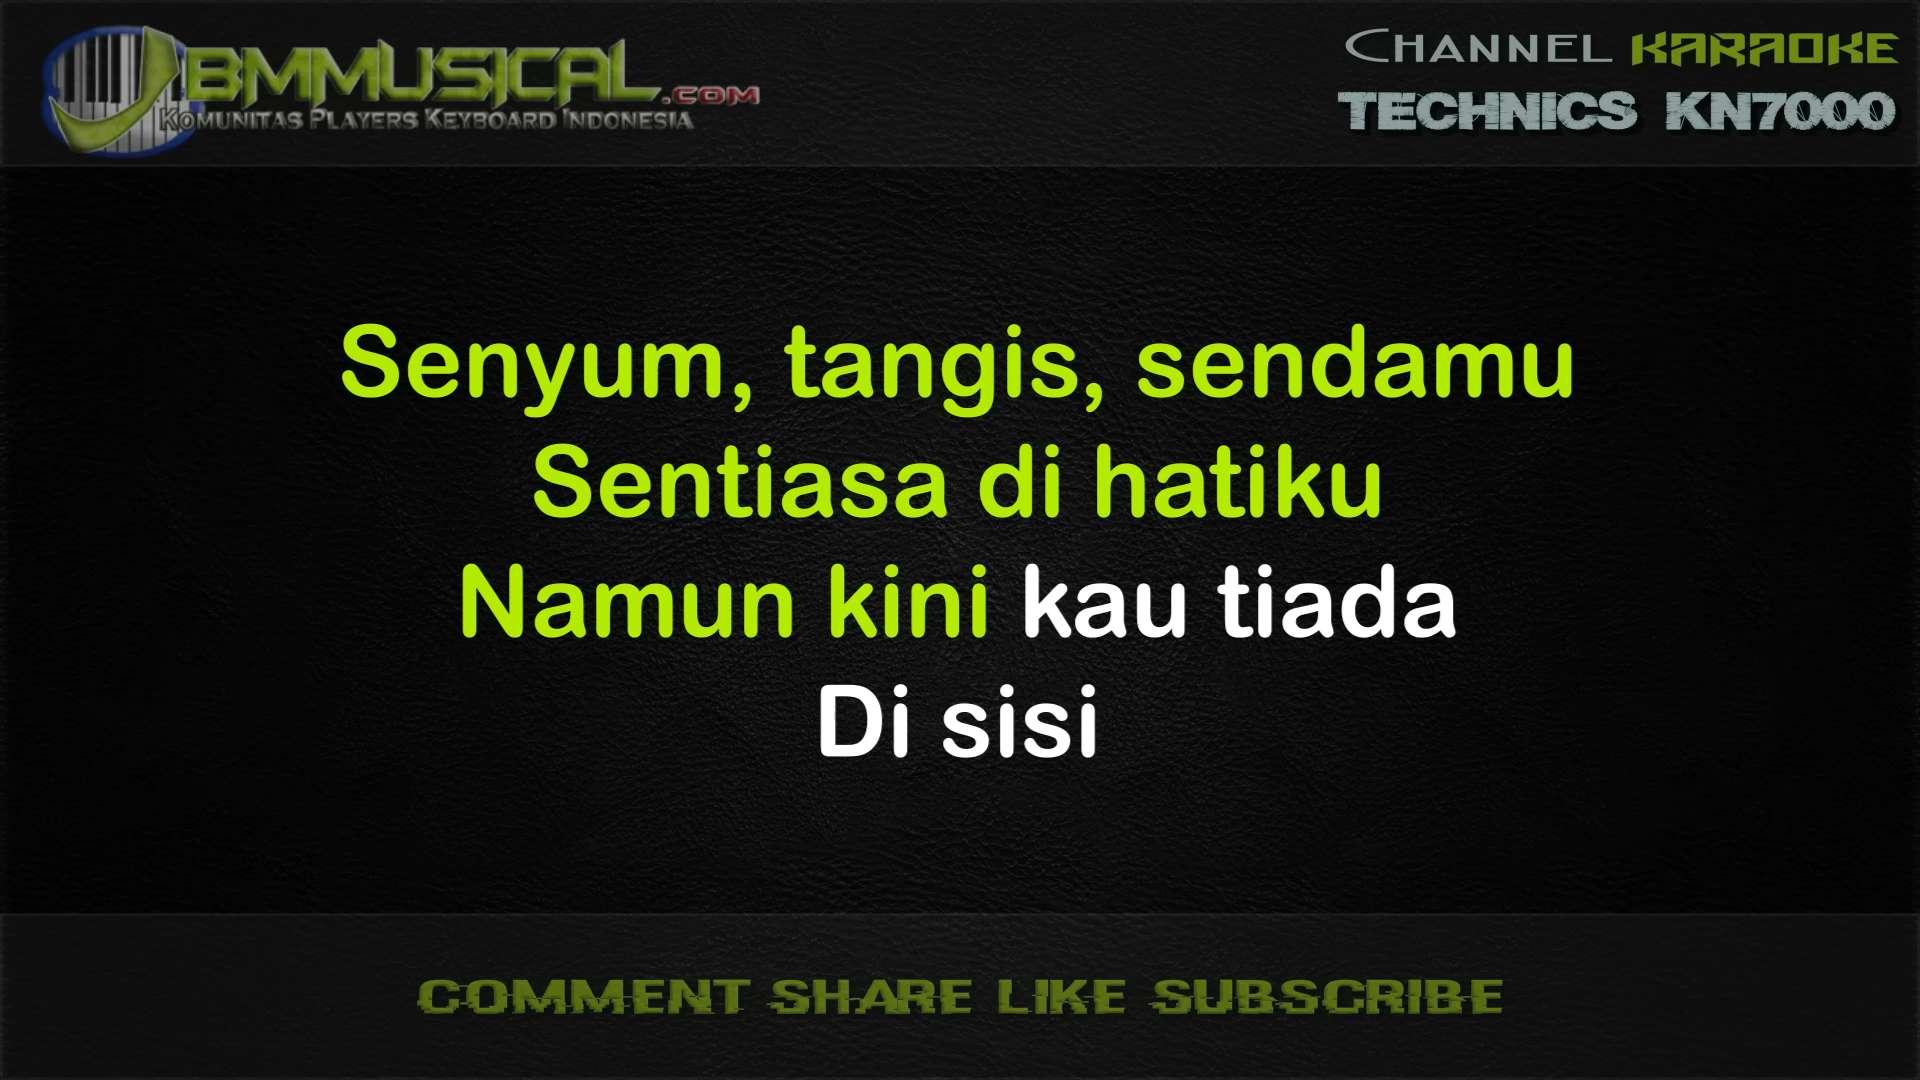 JBMMUSICAL.COM
KOMUNITAS PLAYERS KEYBOARD INDONESIA
CHANNEL KARAOKE
TECHNICS KN7000
Senyum, tangis, sendamu
Sentiasa di hatiku
Namun kini kau tiada
Di sisi
COMMENT SHARE LIKE SUBSCRIBE